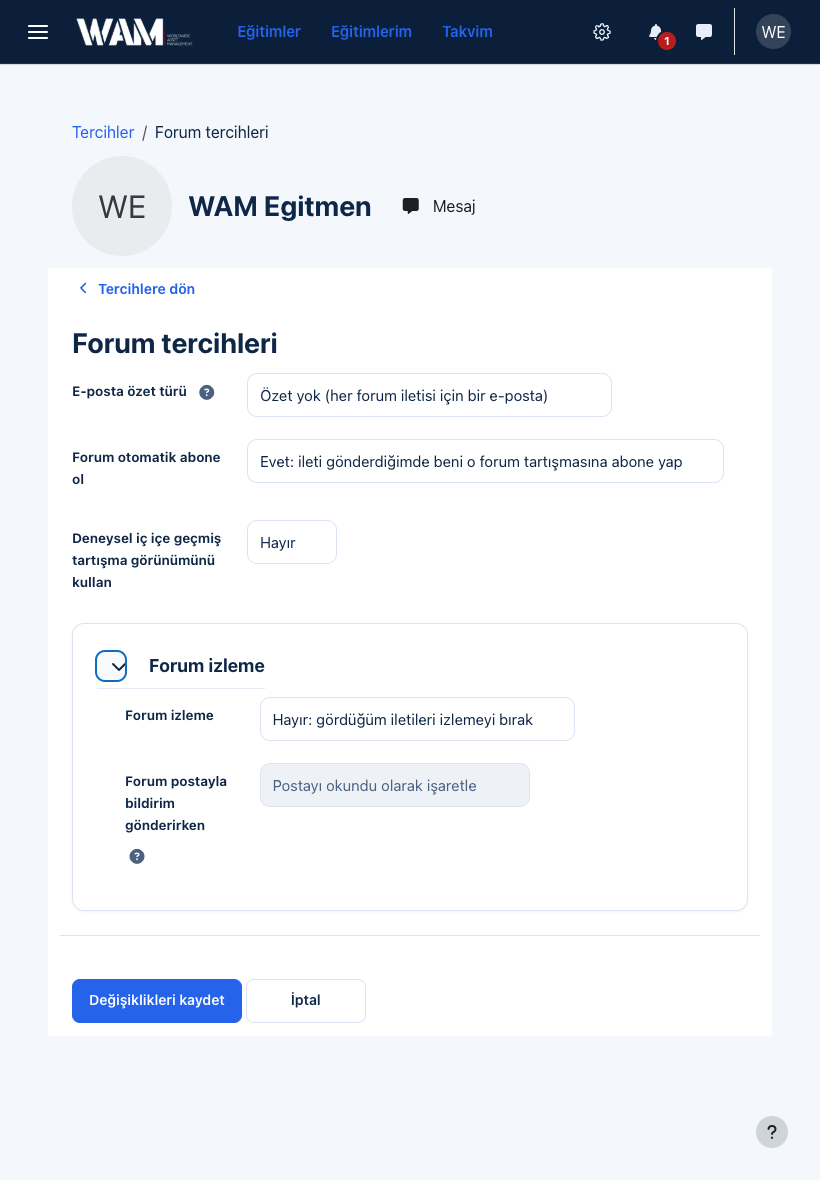 WAM
Eğitimler
Eğitimlerim
Takvim
1
WE
Tercihler / Forum tercihleri
WE
WAM Egitmen
Mesaj
Tercihlere dön
Forum tercihleri
E-posta özet türü
?
Özet yok (her forum iletisi için bir e-posta)
Forum otomatik abone
ol
Evet: ileti gönderdiğimde beni o forum tartışmasına abone yap
Deneysel iç içe geçmiş
tartışma görünümünü
kullan
Hayır
Forum izleme
Forum izleme
Hayır: gördüğüm iletileri izlemeyi bırak
Forum postayla
bildirim
gönderirken
?
Postayı okundu olarak işaretle
Değişiklikleri kaydet
İptal
?